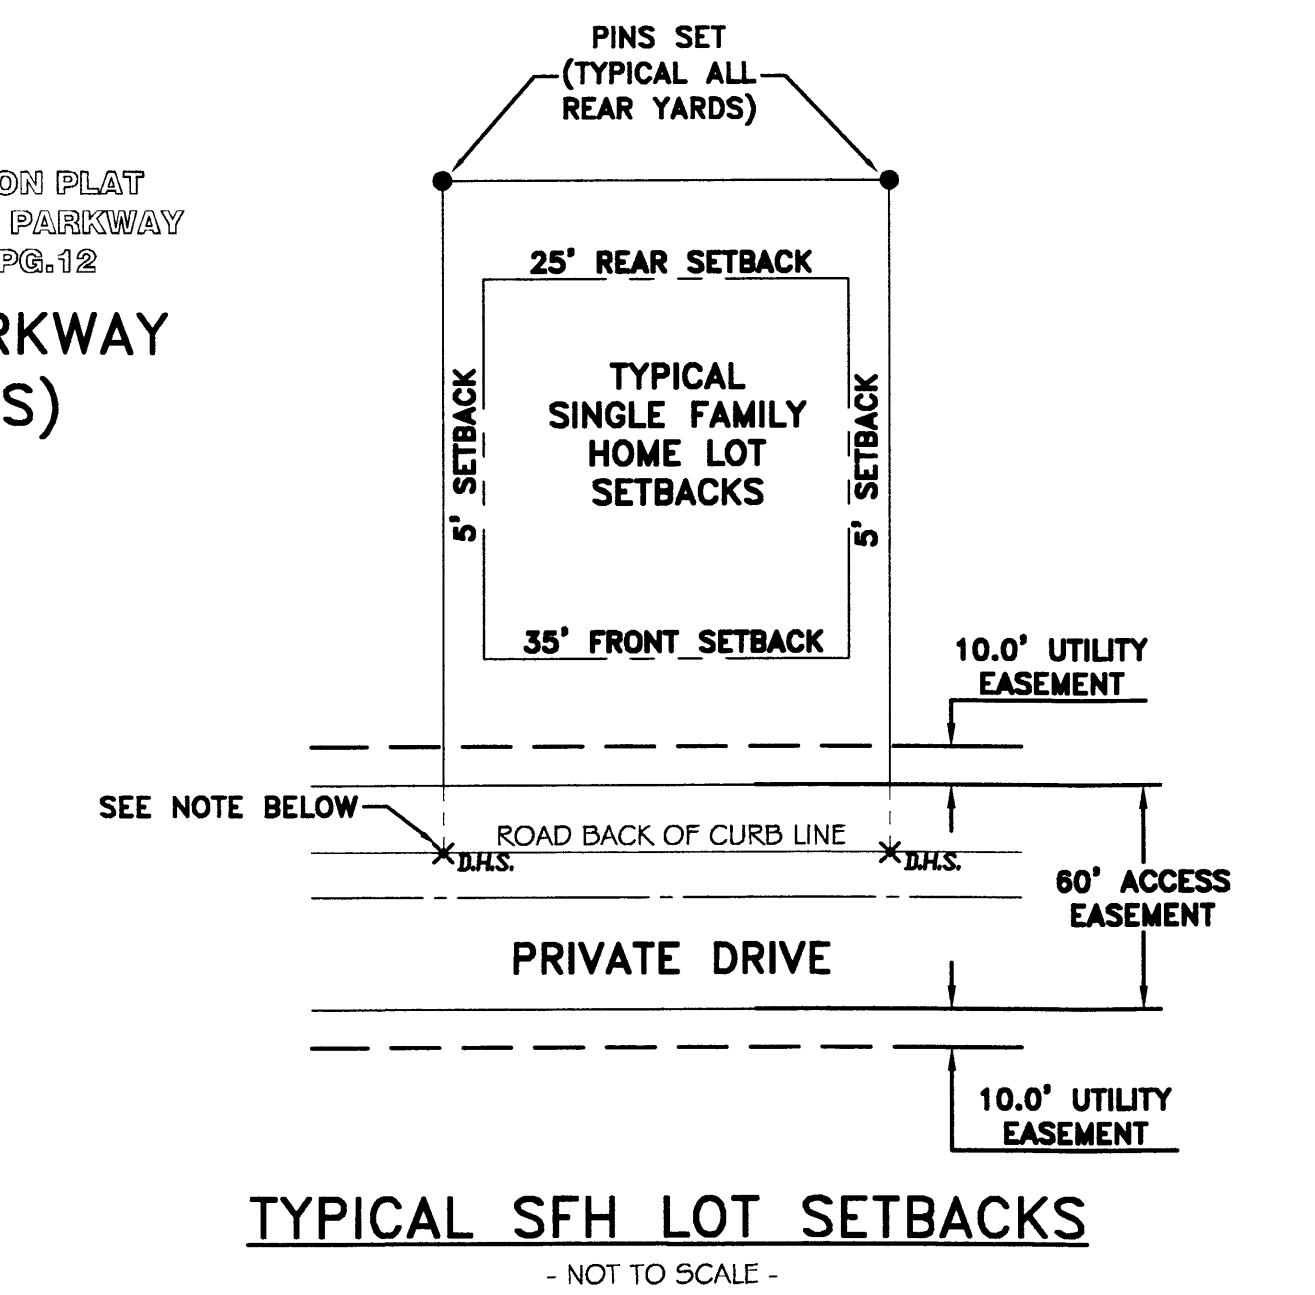 PINS SET
(TYPICAL ALL
REAR YARDS)
ON PLAT
PARKWAY
PG.12
RKWAY
S)
25' REAR SETBACK
5' SETBACK
TYPICAL
SINGLE FAMILY
HOME LOT
SETBACKS
5' SETBACK
35' FRONT SETBACK
10.0' UTILITY
EASEMENT
SEE NOTE BELOW
ROAD BACK OF CURB LINE
D.H.S.
D.H.S.
60' ACCESS
EASEMENT
PRIVATE DRIVE
10.0' UTILITY
EASEMENT
TYPICAL SFH LOT SETBACKS
- NOT TO SCALE -